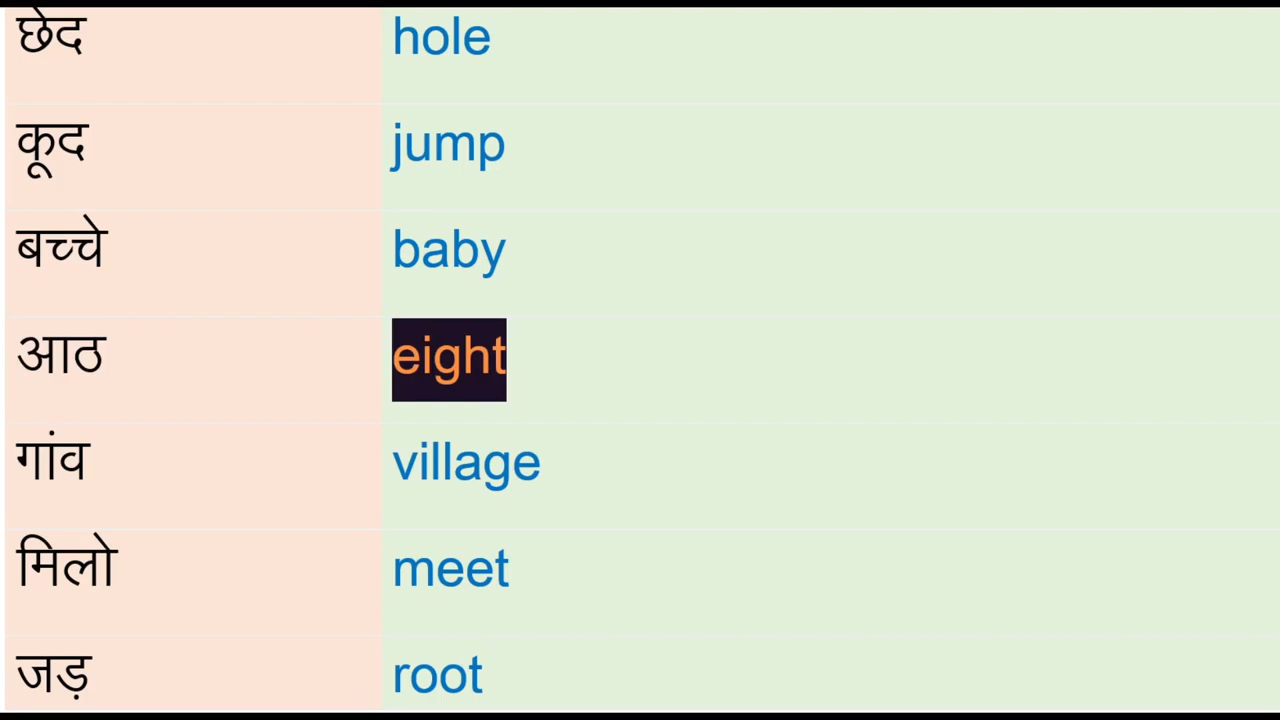 छेद hole
कूद jump
बच्चे baby
आठ eight
गांव village
मिलो meet
जड़ root